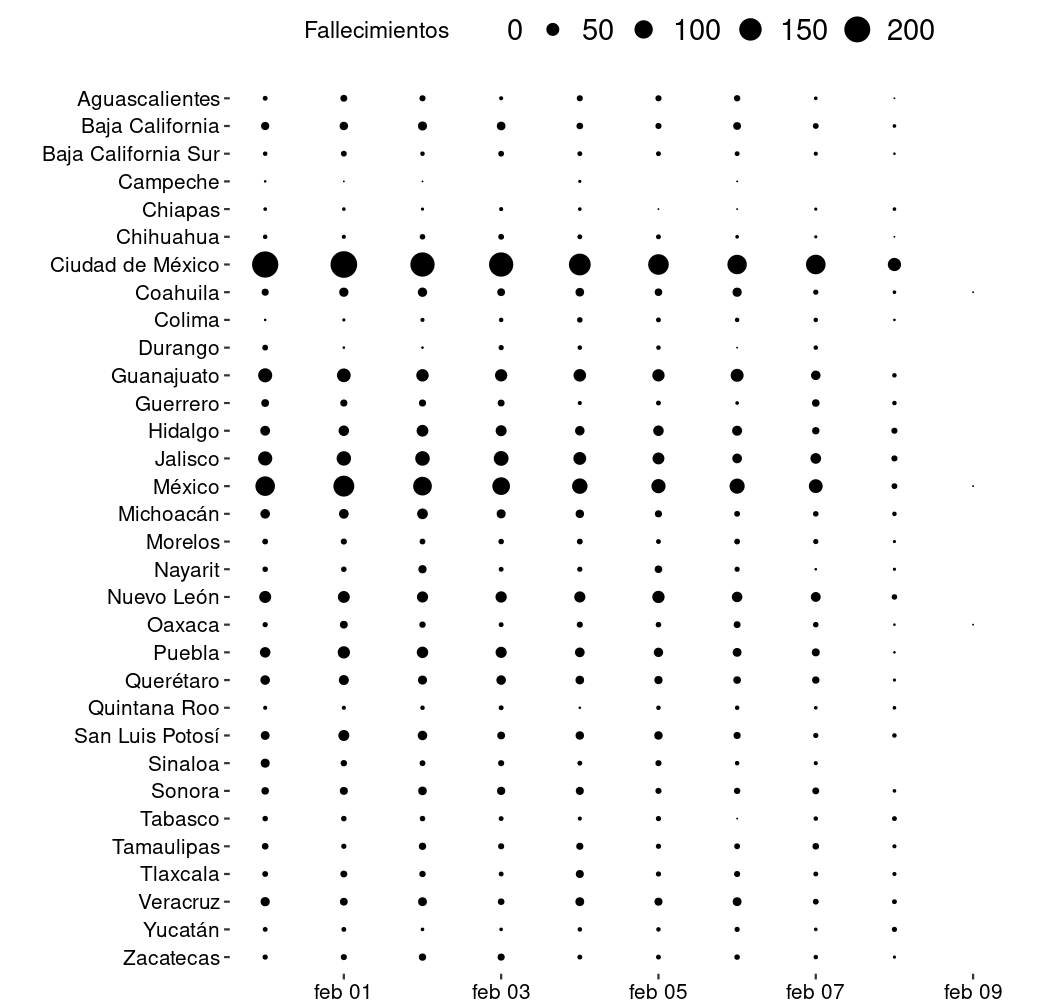 Fallecimientos 0 50 100 150 200
Aguascalientes
Baja California
Baja California Sur
Campeche
Chiapas
Chihuahua
Ciudad de México
Coahuila
Colima
Durango
Guanajuato
Guerrero
Hidalgo
Jalisco
México
Michoacán
Morelos
Nayarit
Nuevo León
Oaxaca
Puebla
Querétaro
Quintana Roo
San Luis Potosí
Sinaloa
Sonora
Tabasco
Tamaulipas
Tlaxcala
Veracruz
Yucatán
Zacatecas
feb 01 feb 03 feb 05 feb 07 feb 09